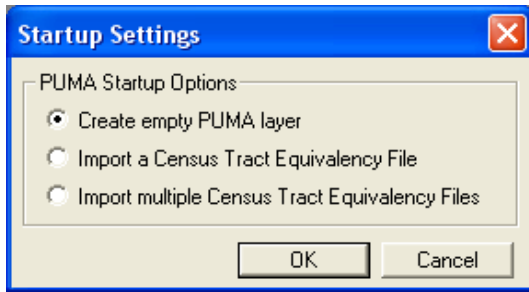 Startup Settings
PUMA Startup Options
Create empty PUMA layer
Import a Census Tract Equivalency File
Import multiple Census Tract Equivalency Files
OK
Cancel